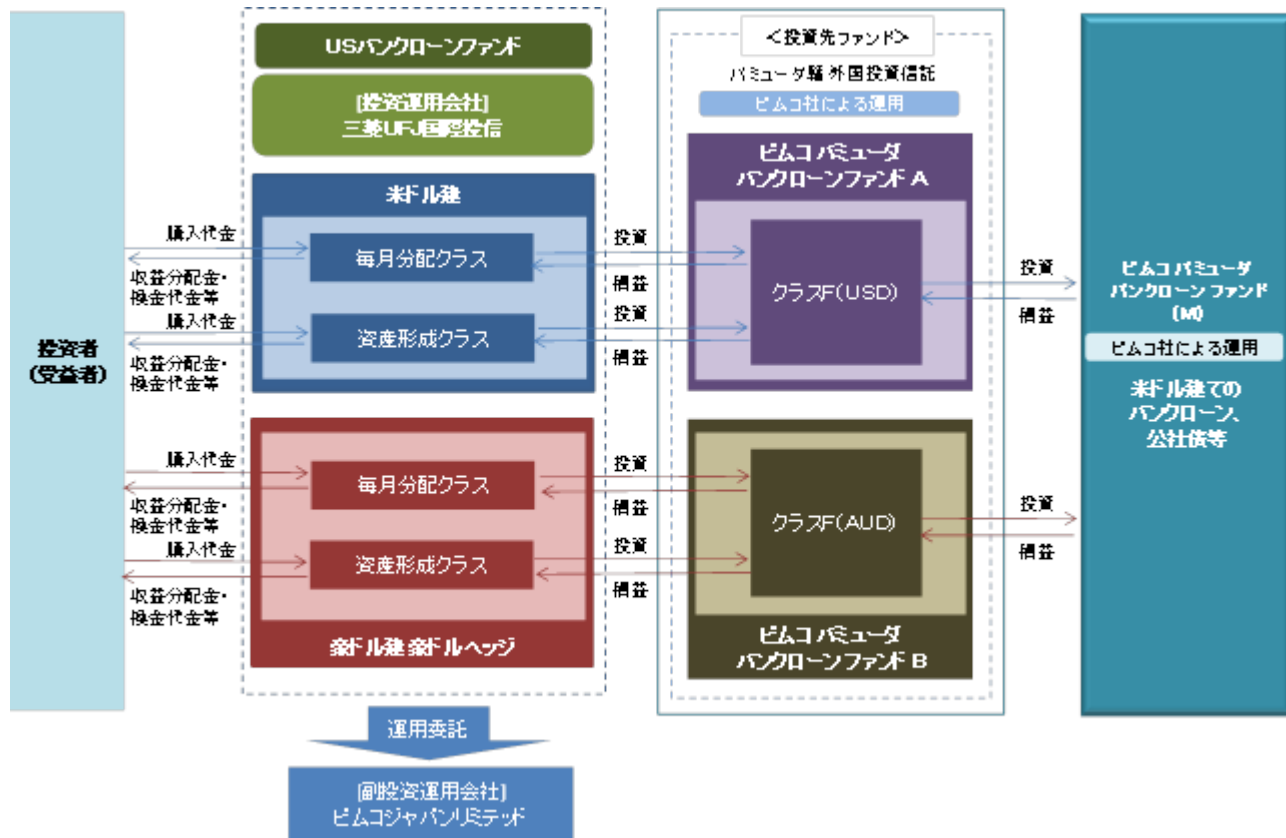 投資者
(受益者)
USバンクローンファンド
[投資運用会社]
三菱UFJ国際投信
米ドル建
購入代金
収益分配金・
換金代金等
毎月分配クラス
投資
損益
購入代金
収益分配金・
換金代金等
資産形成クラス
投資
損益
購入代金
収益分配金・
換金代金等
毎月分配クラス
投資
損益
購入代金
収益分配金・
換金代金等
資産形成クラス
投資
損益
豪ドル建 豪ドルヘッジ
運用委託
[副投資運用会社]
ピムコジャパンリミテッド
<投資先ファンド>
バミューダ籍 外国投資信託
ピムコ社による運用
ピムコ バミューダ
バンクローンファンド A
クラスF(USD)
投資
損益
クラスF(AUD)
投資
損益
ピムコ バミューダ
バンクローンファンド B
ピムコ バミューダ
バンクローン ファンド
(M)
ピムコ社による運用
米ドル建ての
バンクローン、
公社債等